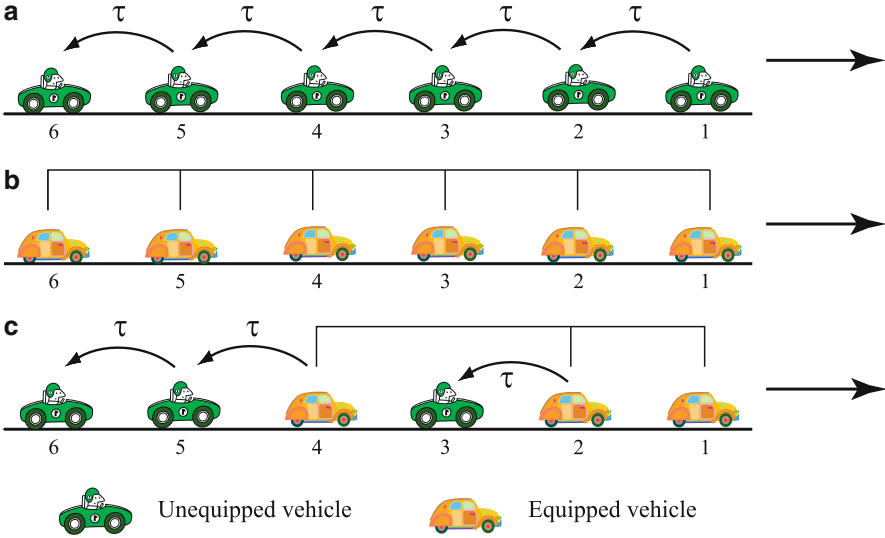 a τ τ τ τ τ
6 5 4 3 2 1
b
6 5 4 3 2 1
c τ τ
τ
6 5 4 3 2 1
Unequipped vehicle Equipped vehicle